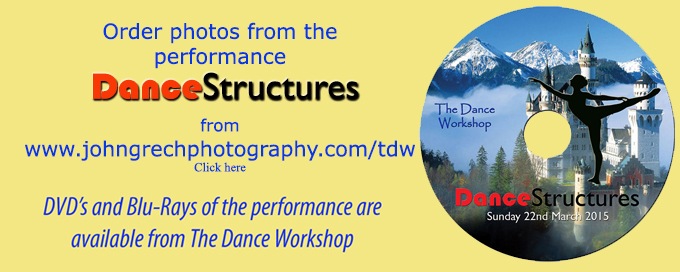 Order photos from the
performance
DanceStructures
from
www.johngrechphotography.com/tdw
Click here
DVD's and Blu-Rays of the performance are
available from The Dance Workshop
The Dance
Workshop
DanceStructures
Sunday 22nd March 2015